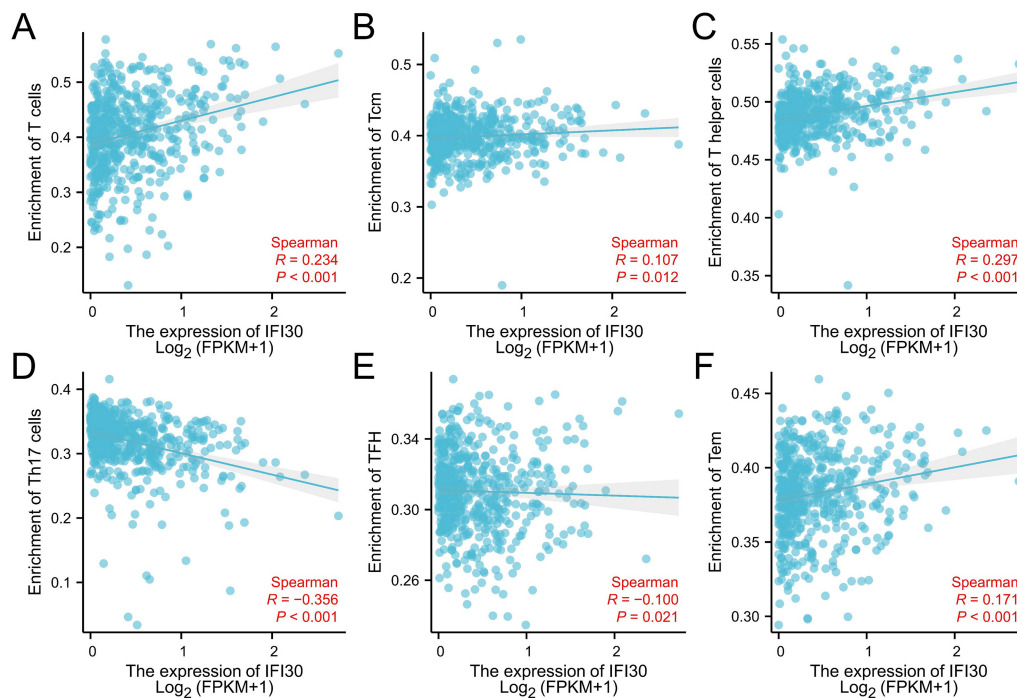 A
Enrichment of T cells
0.5
0.4
0.3
0.2
Spearman
R = 0.234
P < 0.001
0 1 2
The expression of IFI30
Log₂ (FPKM+1)
B
Enrichment of Tcm
0.5
0.4
0.3
0.2
Spearman
R = 0.107
P = 0.012
0 1 2
The expression of IFI30
Log₂ (FPKM+1)
C
Enrichment of T helper cells
0.55
0.50
0.45
0.40
0.35
Spearman
R = 0.297
P < 0.001
0 1 2
The expression of IFI30
Log₂ (FPKM+1)
D
Enrichment of Th17 cells
0.4
0.3
0.2
0.1
Spearman
R = −0.356
P < 0.001
0 1 2
The expression of IFI30
Log₂ (FPKM+1)
E
Enrichment of TFH
0.34
0.30
0.26
Spearman
R = −0.100
P = 0.021
0 1 2
The expression of IFI30
Log₂ (FPKM+1)
F
Enrichment of Tem
0.45
0.40
0.35
0.30
Spearman
R = 0.171
P < 0.001
0 1 2
The expression of IFI30
Log₂ (FPKM+1)